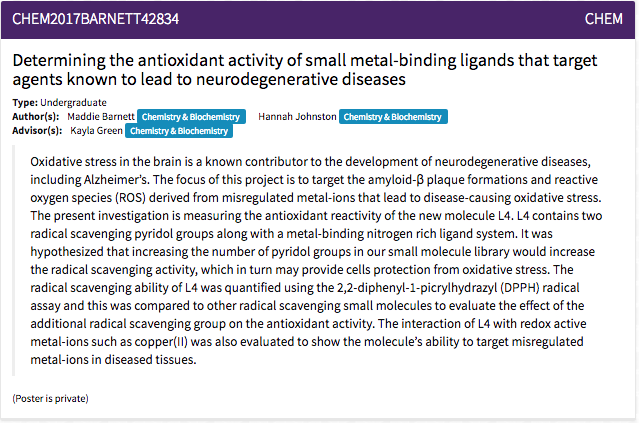 CHEM2017BARNETT42834 CHEM
Determining the antioxidant activity of small metal-binding ligands that target
agents known to lead to neurodegenerative diseases
Type: Undergraduate
Author(s): Maddie Barnett Chemistry & Biochemistry Hannah Johnston Chemistry & Biochemistry
Advisor(s): Kayla Green Chemistry & Biochemistry
Oxidative stress in the brain is a known contributor to the development of neurodegenerative diseases,
including Alzheimer's. The focus of this project is to target the amyloid-β plaque formations and reactive
oxygen species (ROS) derived from misregulated metal-ions that lead to disease-causing oxidative stress.
The present investigation is measuring the antioxidant reactivity of the new molecule L4. L4 contains two
radical scavenging pyridol groups along with a metal-binding nitrogen rich ligand system. It was
hypothesized that increasing the number of pyridol groups in our small molecule library would increase
the radical scavenging activity, which in turn may provide cells protection from oxidative stress. The
radical scavenging ability of L4 was quantified using the 2,2-diphenyl-1-picrylhydrazyl (DPPH) radical
assay and this was compared to other radical scavenging small molecules to evaluate the effect of the
additional radical scavenging group on the antioxidant activity. The interaction of L4 with redox active
metal-ions such as copper(II) was also evaluated to show the molecule's ability to target misregulated
metal-ions in diseased tissues.
(Poster is private)